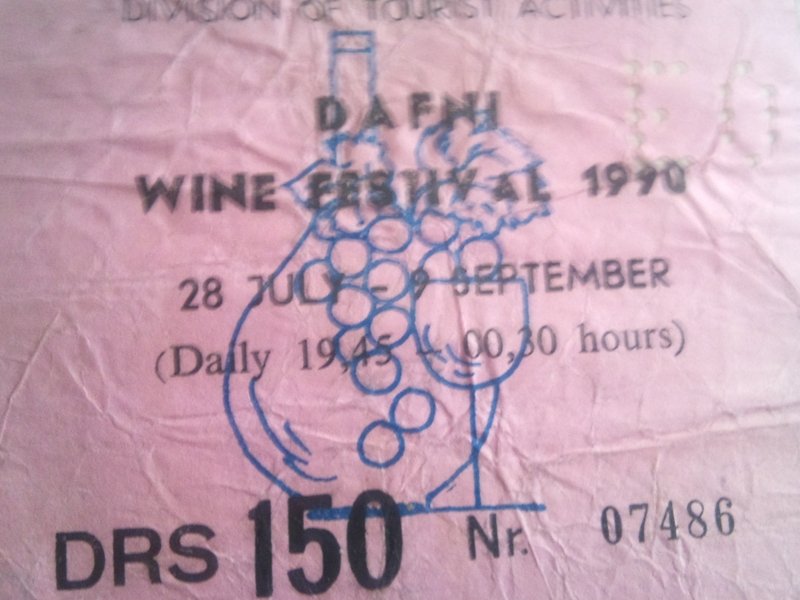 DIVISION OF TOURIST ACTIVITIES
DAFNI
WINE FESTIVAL 1990
28 JULY - 9 SEPTEMBER
(Daily 19,45 - 00,30 hours)
DRS 150 Nr. 07486